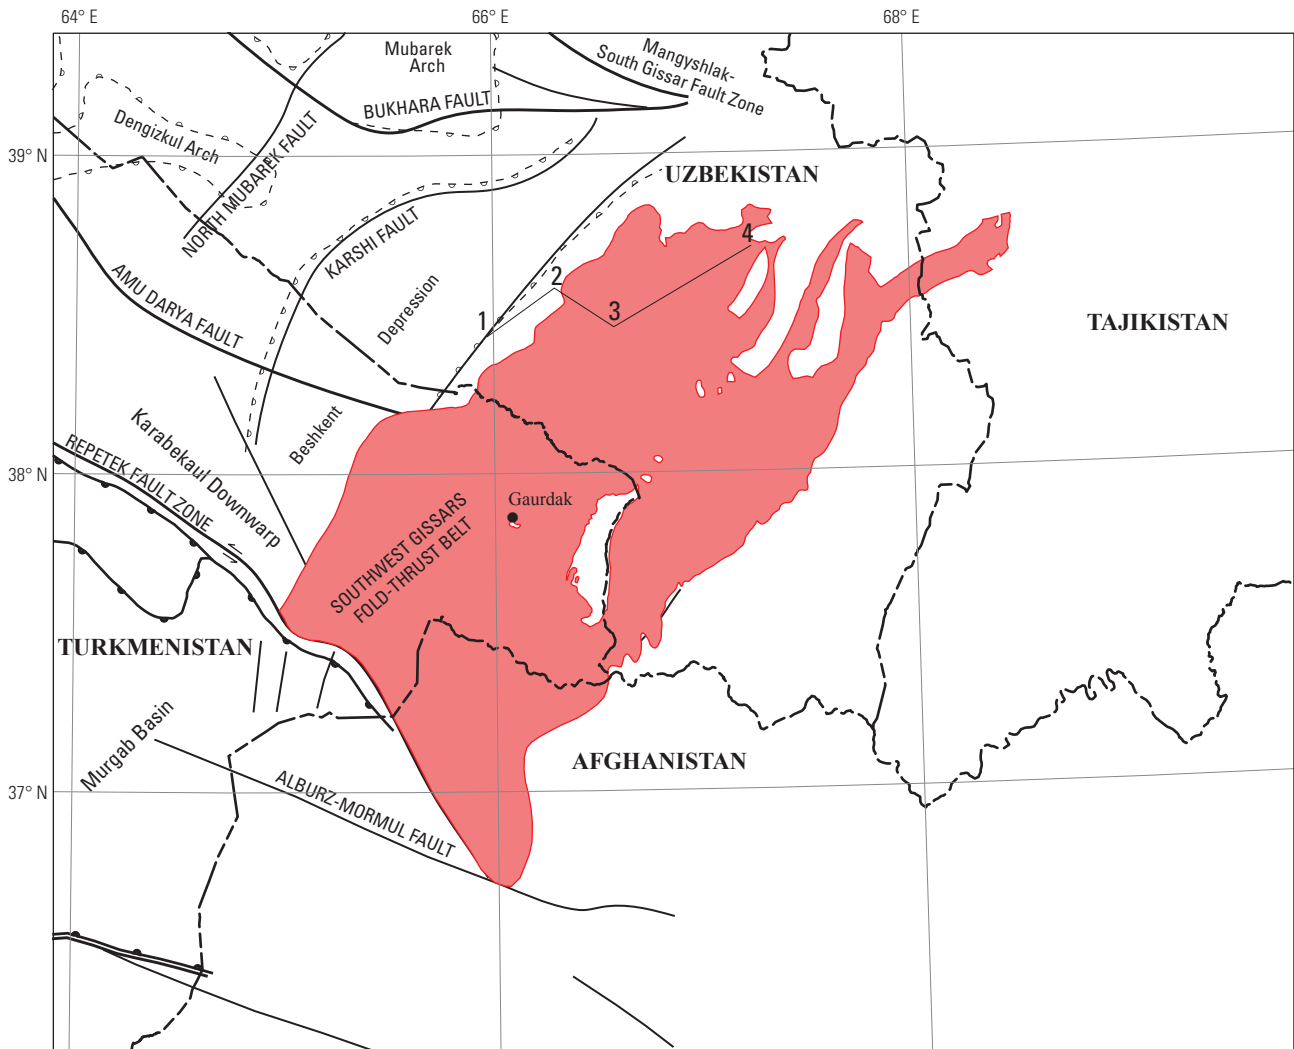 64° E
66° E
68° E
Mubarek
Arch
Mangyshlak-
South Gissar Fault Zone
BUKHARA FAULT
Dengizkul Arch
39° N
NORTH MUBAREK FAULT
UZBEKISTAN
KARSHI FAULT
4
AMU DARYA FAULT
Depression
2
1
3
TAJIKISTAN
Beshkent
Karabekaul Downwarp
REPETEK FAULT ZONE
38° N
Gaurdak
SOUTHWEST GISSARS
FOLD-THRUST BELT
TURKMENISTAN
Murgab Basin
AFGHANISTAN
37° N
ALBURZ-MORMUL FAULT